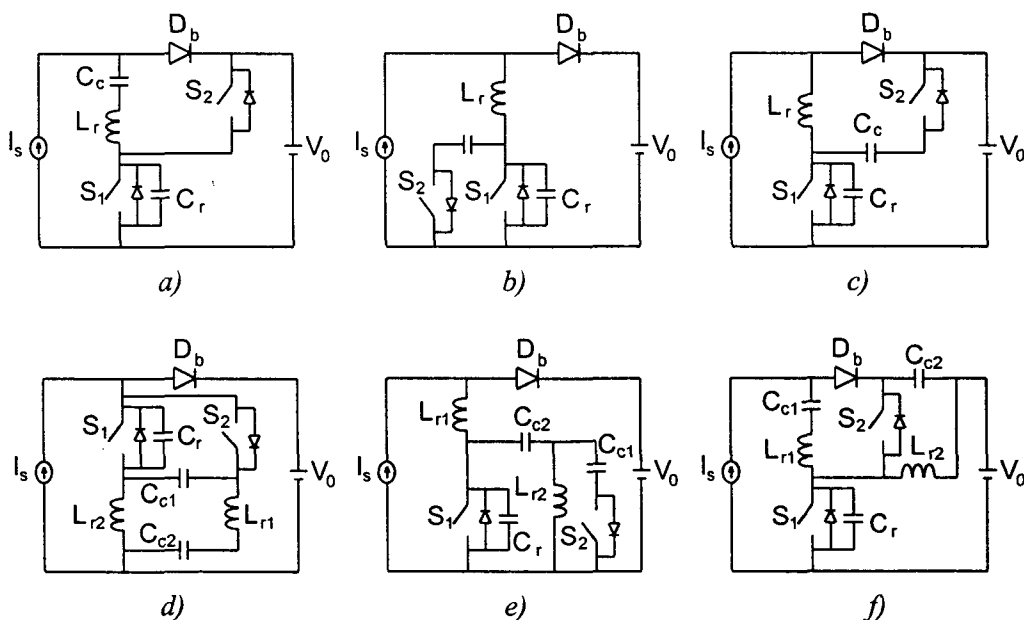 D_b
C_c
L_r
S_2
I_s
V_0
S_1
C_r
a)
D_b
L_r
I_s
V_0
S_2
S_1
C_r
b)
D_b
S_2
L_r
C_c
I_s
V_0
S_1
C_r
c)
D_b
S_1
S_2
C_r
I_s
V_0
C_c1
L_r2
L_r1
C_c2
d)
D_b
L_r1
C_c2
C_c1
I_s
V_0
L_r2
S_1
C_r
S_2
e)
D_b
C_c2
C_c1
S_2
L_r1
L_r2
I_s
V_0
S_1
C_r
f)